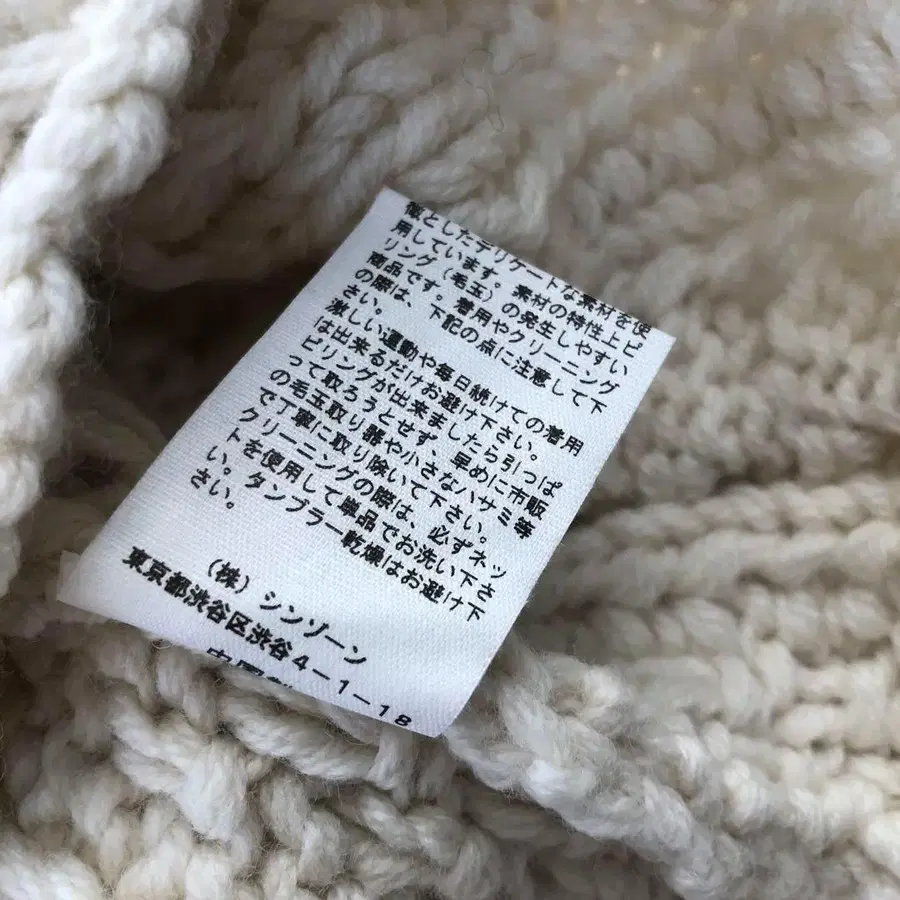 徴としたデリケートな素材を使
用しています。素材の特性上ピ
リング（毛玉）の発生しやすい
商品です。着用やクリーニング
の際は、下記の点に注意して下
さい。
激しい運動や毎日続けての着用
は出来るだけお避け下さい。
ピリングが出来ましたら引っぱ
って取ろうとせず、早めに市販
の毛玉取り器や小さなハサミ等
で丁寧に取り除いて下さい。
クリーニングの際は、必ずネッ
トを使用して単品でお洗い下さ
い。タンブラー乾燥はお避け下
さい。
（株）シンゾーン
東京都渋谷区渋谷４－１－１８